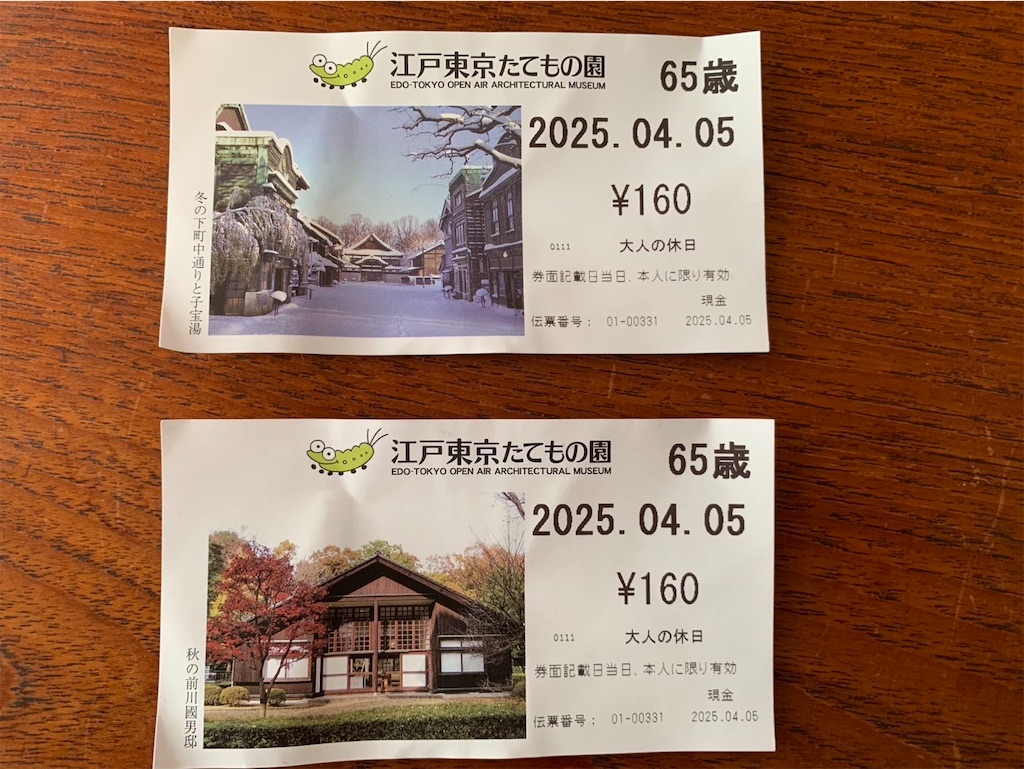 江戸東京たてもの園
EDO-TOKYO OPEN AIR ARCHITECTURAL MUSEUM
65歳
2025.04.05
¥160
0111 大人の休日
券面記載日当日、本人に限り有効
現金
伝票番号： 01-00331 2025.04.05
冬の下町中通りと子宝湯
江戸東京たてもの園
EDO-TOKYO OPEN AIR ARCHITECTURAL MUSEUM
65歳
2025.04.05
¥160
0111 大人の休日
券面記載日当日、本人に限り有効
現金
伝票番号： 01-00331 2025.04.05
秋の前川國男邸